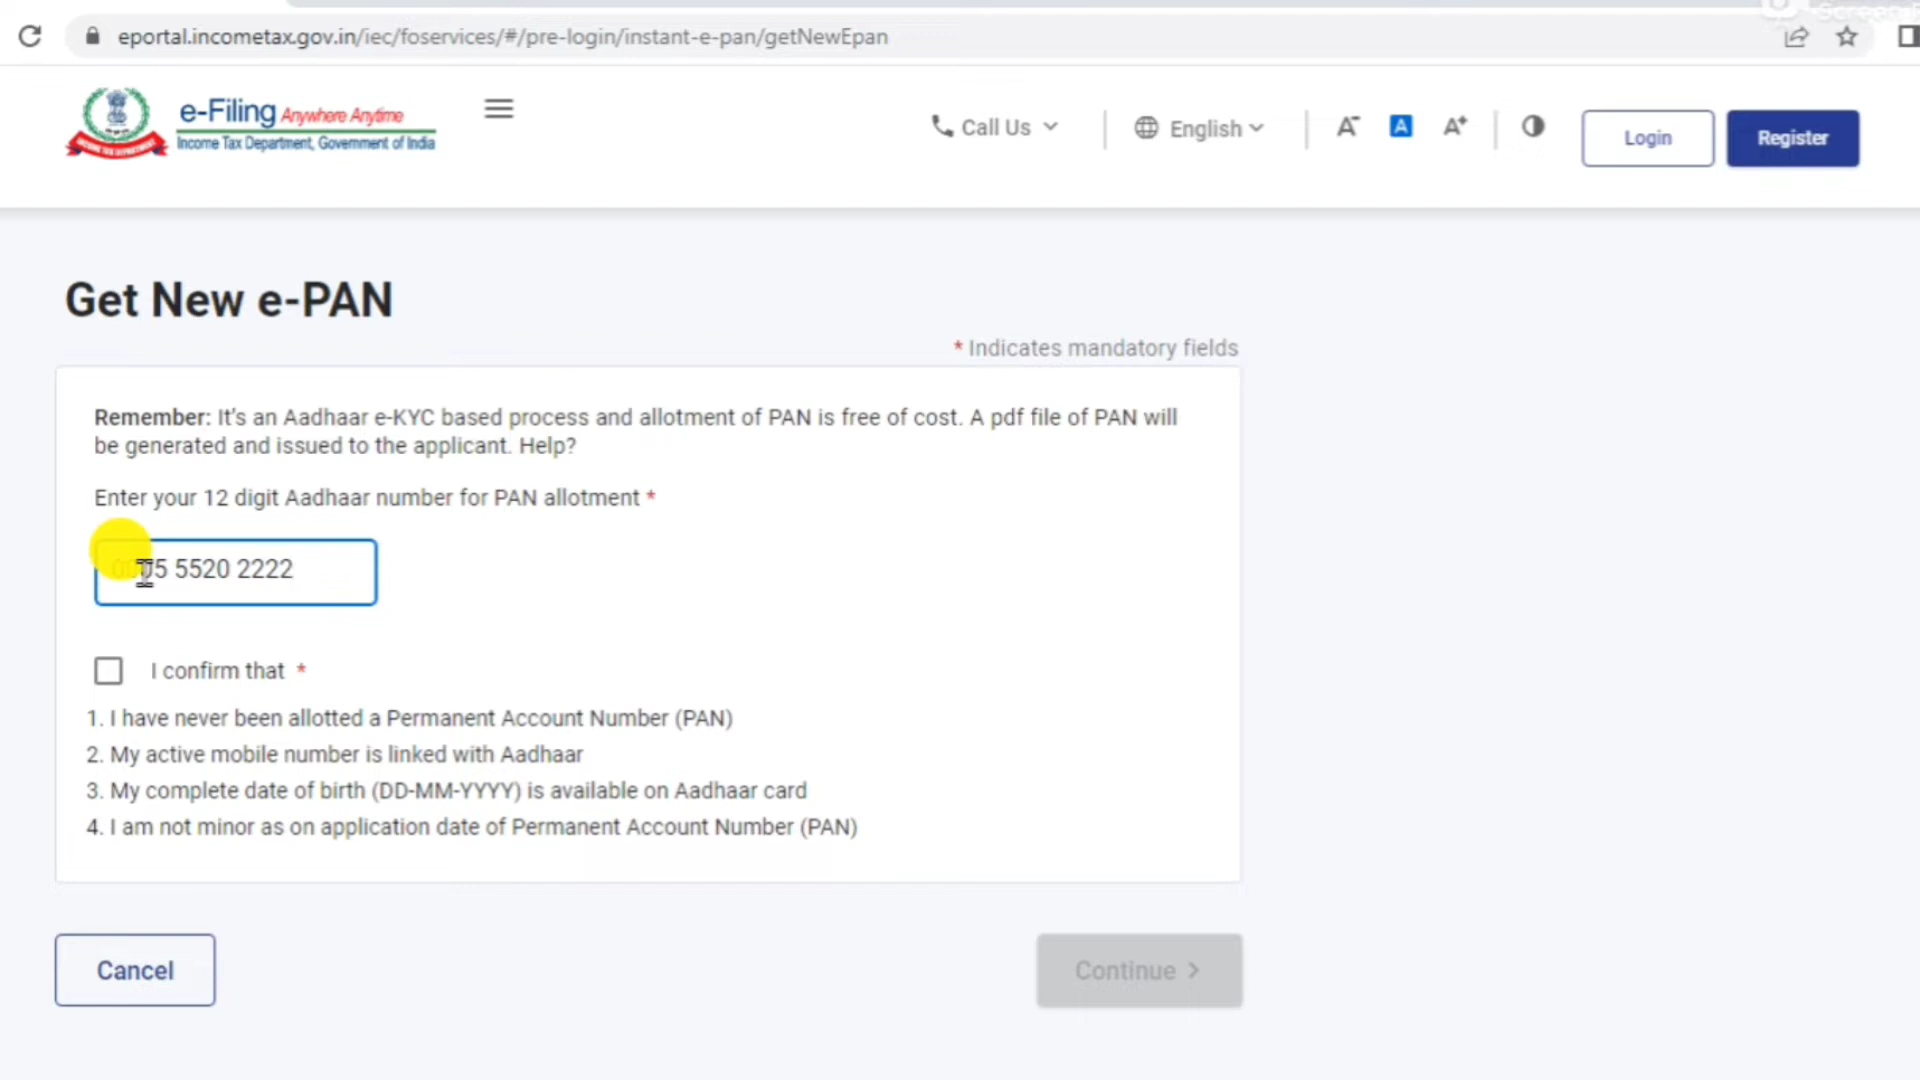 eportal.incometax.gov.in/iec/foservices/#/pre-login/instant-e-pan/getNewEpan
e-Filing Anywhere Anytime
Income Tax Department, Government of India
Call Us
English
A-
A
A+
Login
Register
Get New e-PAN
* Indicates mandatory fields
Remember: It's an Aadhaar e-KYC based process and allotment of PAN is free of cost. A pdf file of PAN will
be generated and issued to the applicant. Help?
Enter your 12 digit Aadhaar number for PAN allotment *
5520 2222
I confirm that *
1. I have never been allotted a Permanent Account Number (PAN)
2. My active mobile number is linked with Aadhaar
3. My complete date of birth (DD-MM-YYYY) is available on Aadhaar card
4. I am not minor as on application date of Permanent Account Number (PAN)
Cancel
Continue >